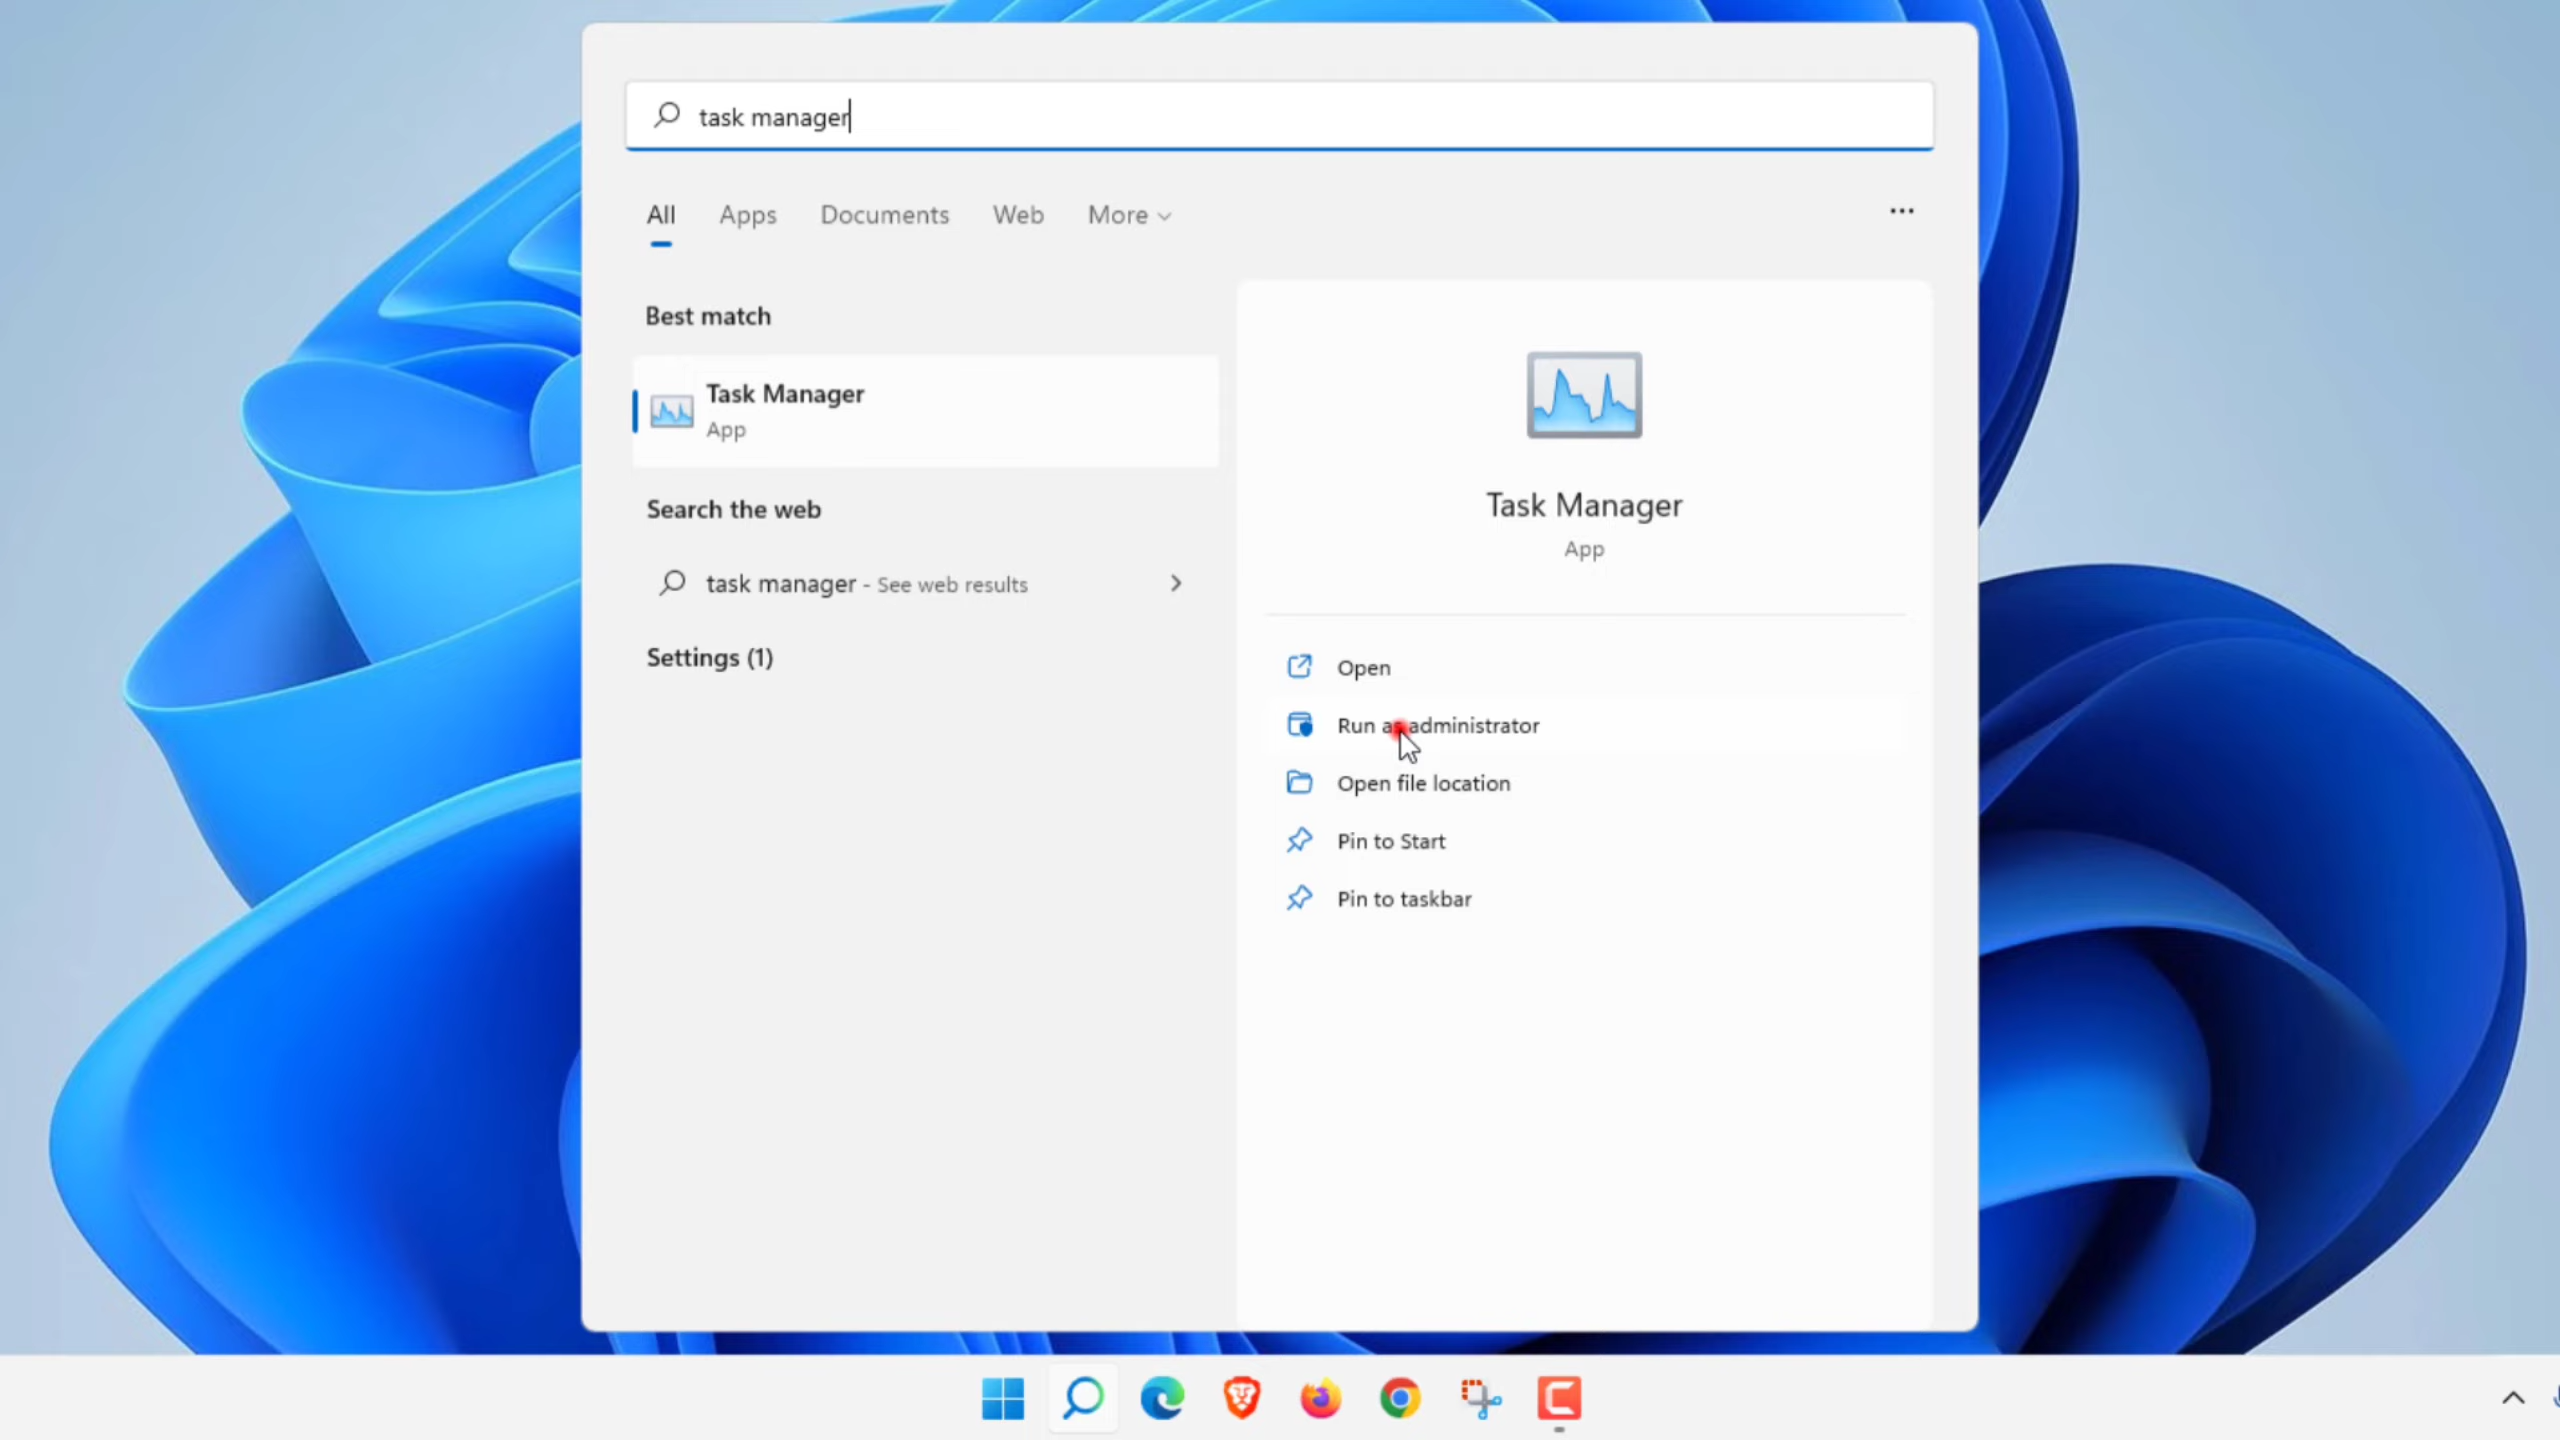 task manager
All Apps Documents Web More
Best match
Task Manager
App
Search the web
task manager - See web results
Settings (1)
Task Manager
App
Open
Run as administrator
Open file location
Pin to Start
Pin to taskbar